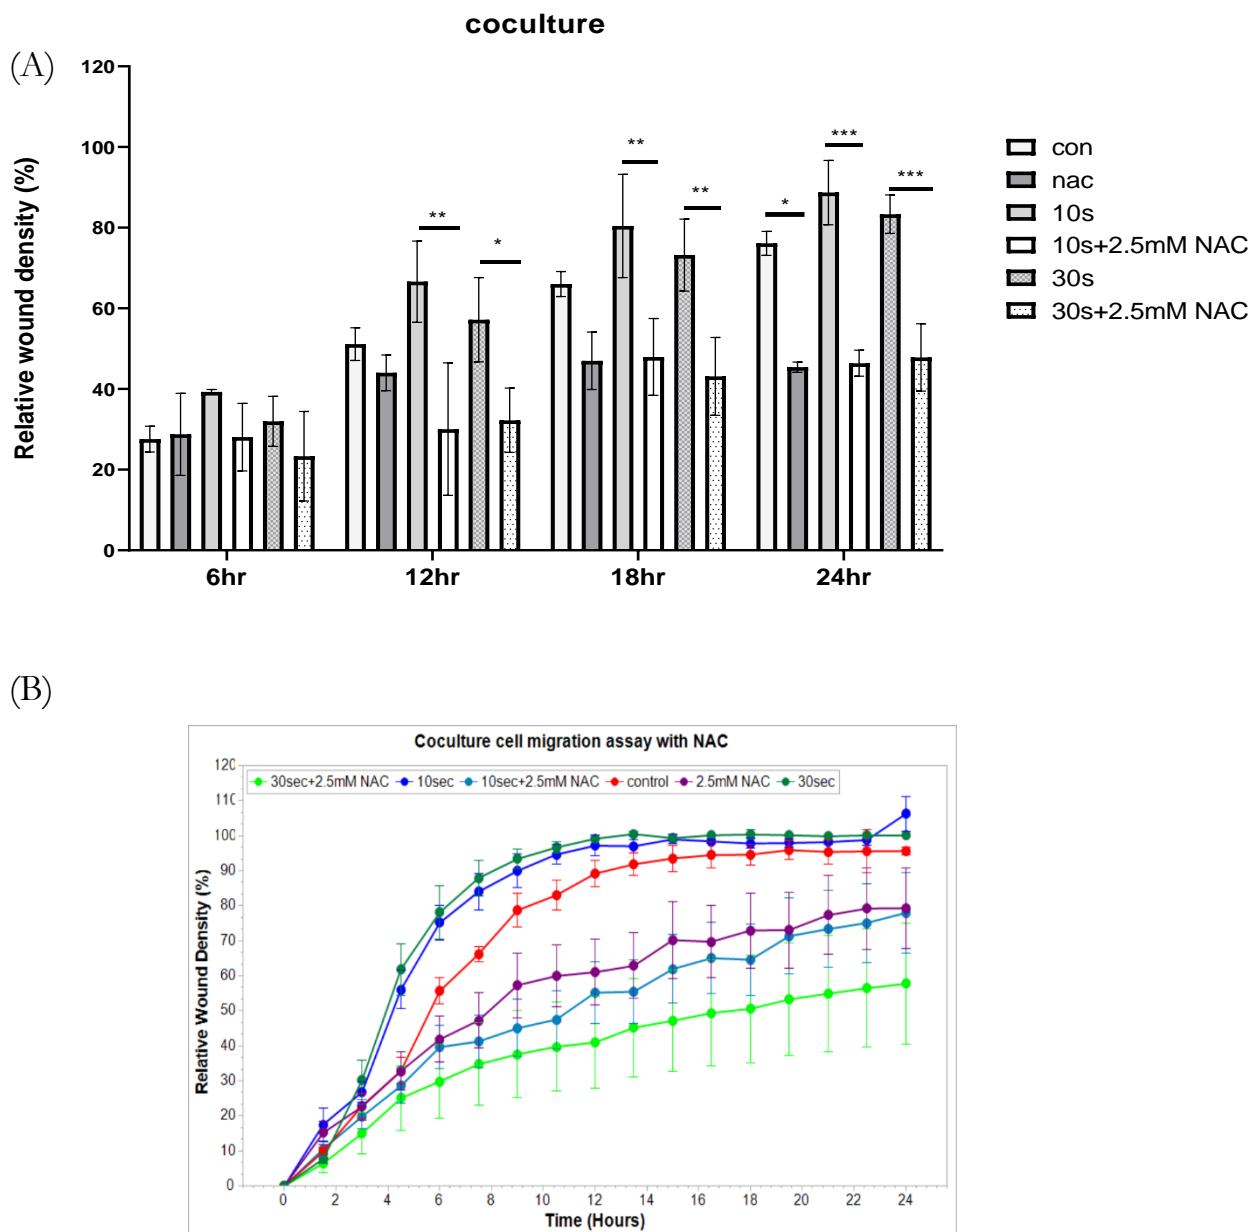 coculture
(A)
Relative wound density (%)
120
100
80
60
40
20
0
**
*
**
**
*
***
***
6hr
12hr
18hr
24hr
con
nac
10s
10s+2.5mM NAC
30s
30s+2.5mM NAC
(B)
Coculture cell migration assay with NAC
30sec+2.5mM NAC 10sec 10sec+2.5mM NAC control 2.5mM NAC 30sec
Relative Wound Density (%)
120
110
100
90
80
70
60
50
40
30
20
10
0
0 2 4 6 8 10 12 14 16 18 20 22 24
Time (Hours)